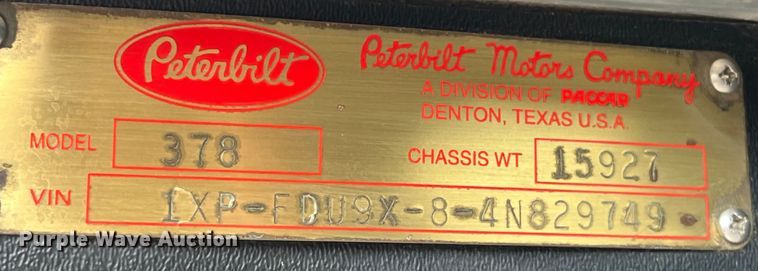 Peterbilt
Peterbilt Motors Company
A DIVISION OF PACCAR
DENTON, TEXAS U.S.A.
MODEL 378
CHASSIS WT 15927
VIN 1XP-FDU9X-8-4N829749
Purple Wave Auction